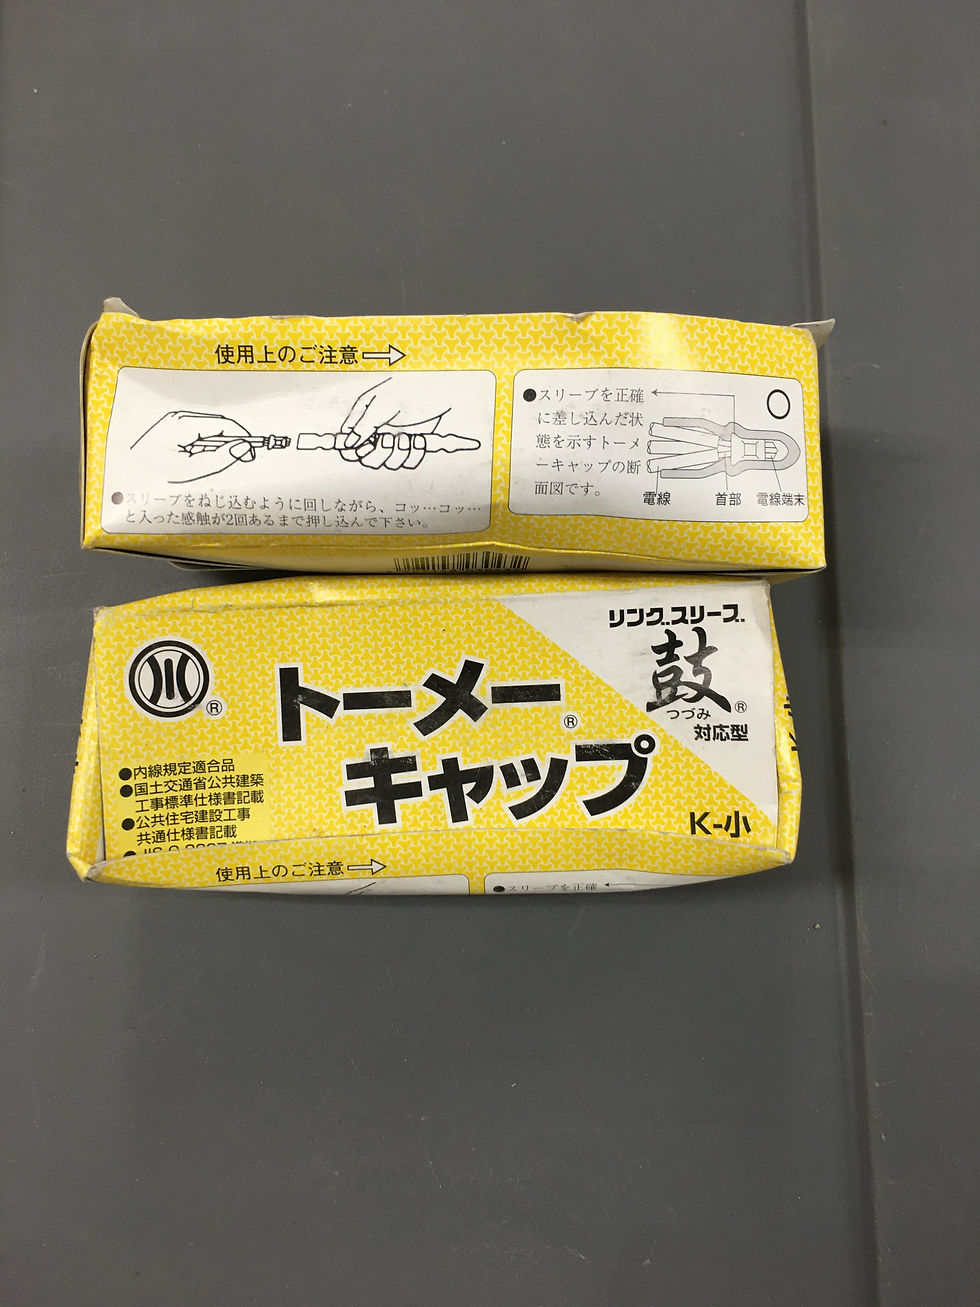 使用上のご注意
●スリーブをねじ込むように回しながら、コッ…コッ…
と入った感触が2回あるまで押し込んで下さい。
●スリーブを正確
に差し込んだ状
態を示すトーメ
ーキャップの断
面図です。
電線
首部
電線端末
川
®
トーメー®
キャップ
リングスリーブ
鼓®
つづみ
対応型
●内線規定適合品
●国土交通省公共建築
工事標準仕様書記載
●公共住宅建設工事
共通仕様書記載
K-小
使用上のご注意
●スリーブを正確